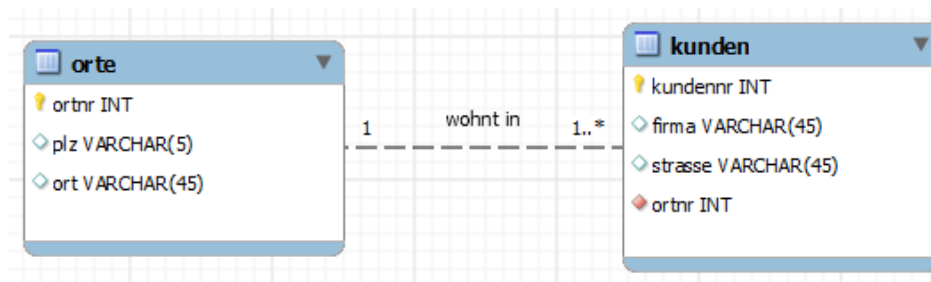 orte
ortnr INT
plz VARCHAR(5)
ort VARCHAR(45)
1
wohnt in
1..*
kunden
kundennr INT
firma VARCHAR(45)
strasse VARCHAR(45)
ortnr INT